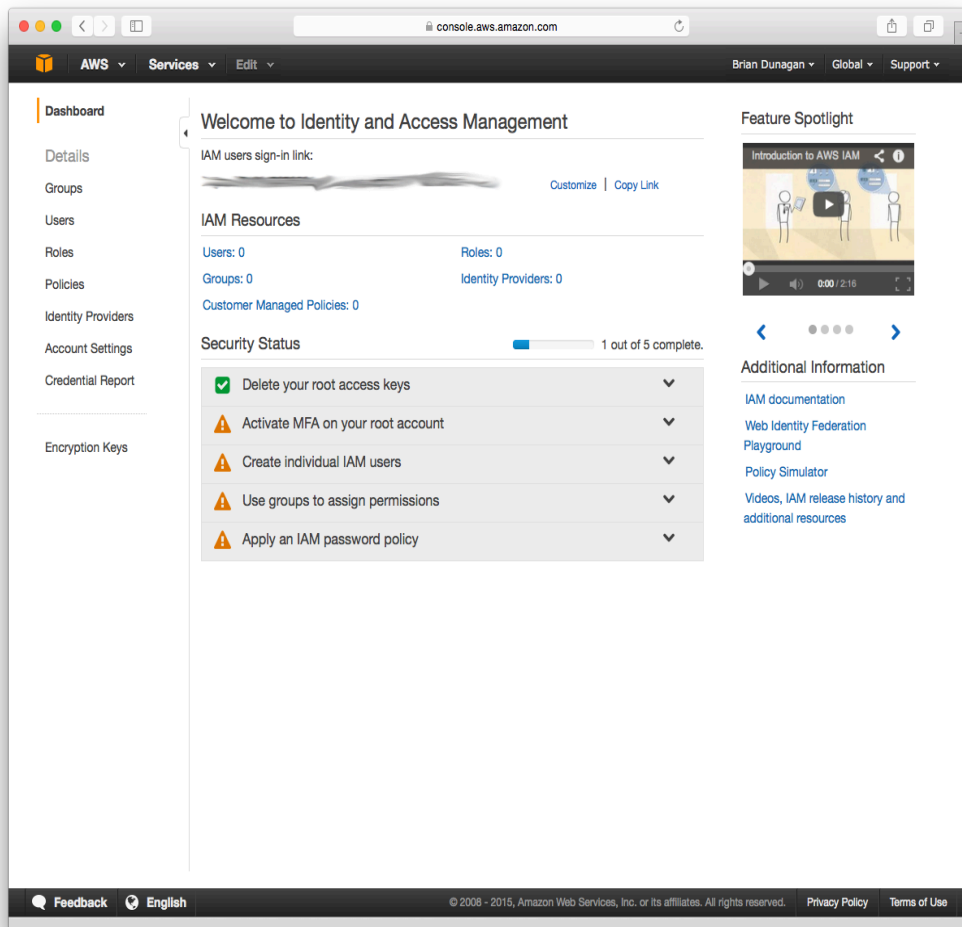 console.aws.amazon.com
AWS Services Edit Brian Dunagan Global Support
Dashboard
Details
Groups
Users
Roles
Policies
Identity Providers
Account Settings
Credential Report
Encryption Keys
Welcome to Identity and Access Management
IAM users sign-in link:
Customize | Copy Link
IAM Resources
Users: 0 Roles: 0
Groups: 0 Identity Providers: 0
Customer Managed Policies: 0
Security Status 1 out of 5 complete.
Delete your root access keys
Activate MFA on your root account
Create individual IAM users
Use groups to assign permissions
Apply an IAM password policy
Feature Spotlight
Introduction to AWS IAM
0:00 / 2:16
Additional Information
IAM documentation
Web Identity Federation
Playground
Policy Simulator
Videos, IAM release history and
additional resources
Feedback English © 2008 - 2015, Amazon Web Services, Inc. or its affiliates. All rights reserved. Privacy Policy Terms of Use